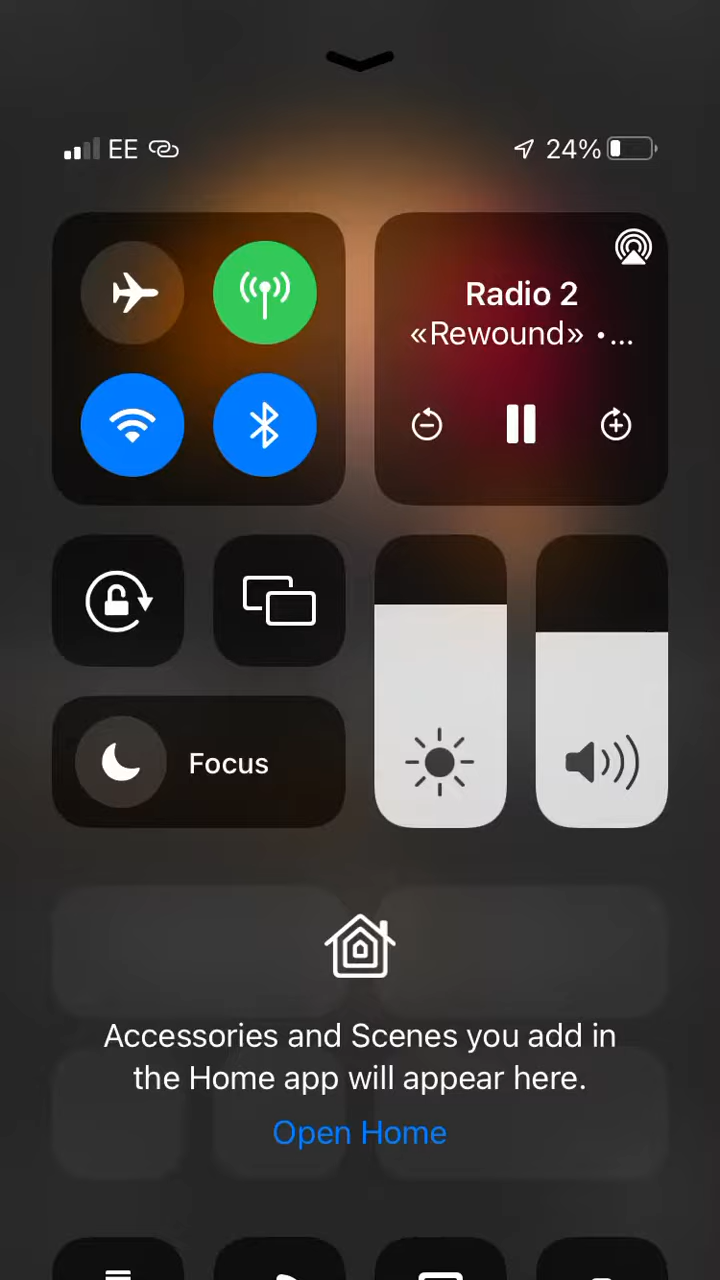 EE
24%
Radio 2
«Rewound» •...
Focus
Accessories and Scenes you add in
the Home app will appear here.
Open Home